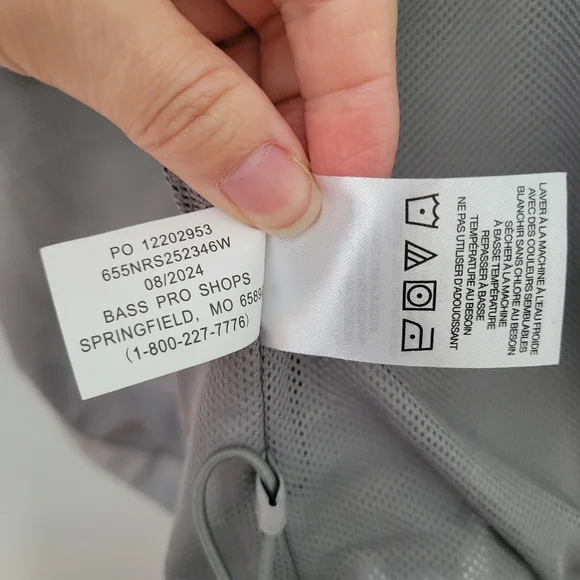 PO 12202953
655NRS252346W
08/2024
BASS PRO SHOPS
SPRINGFIELD, MO 6589
(1-800-227-7776)
LAVER À LA MACHINE À L'EAU FROIDE
AVEC DES COULEURS SEMBLABLES
BLANCHIR SANS CHLORE AU BESOIN
SÉCHER À LA MACHINE
À BASSE TEMPÉRATURE
REPASSER À BASSE
TEMPÉRATURE AU BESOIN
NE PAS UTILISER D'ADOUCISSANT